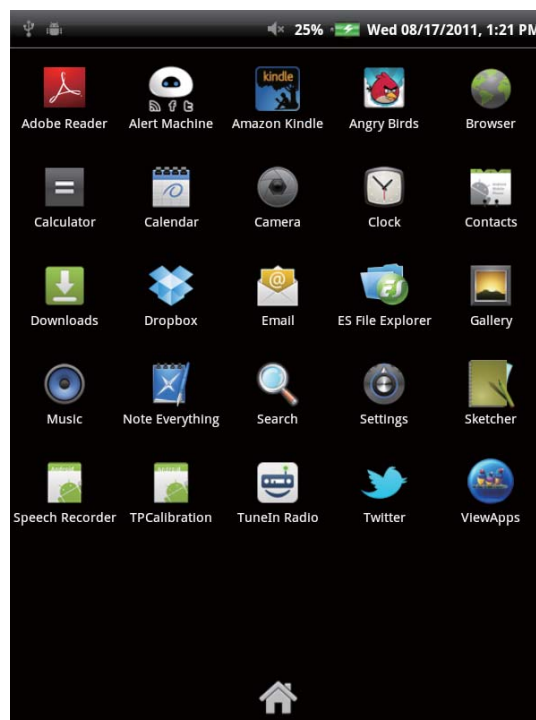 25% Wed 08/17/2011, 1:21 PM
kindle
Adobe Reader Alert Machine Amazon Kindle Angry Birds Browser
Calculator Calendar Camera Clock Contacts
Downloads Dropbox Email ES File Explorer Gallery
Music Note Everything Search Settings Sketcher
Android Android
Speech Recorder TPCalibration TuneIn Radio Twitter ViewApps